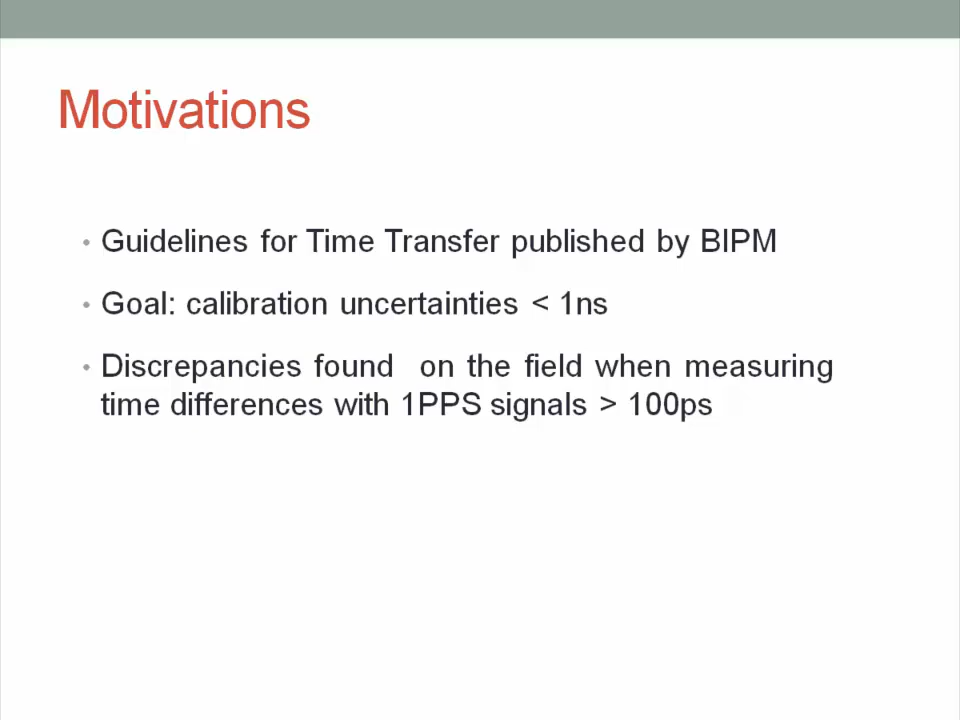 Motivations
• Guidelines for Time Transfer published by BIPM
• Goal: calibration uncertainties < 1ns
• Discrepancies found on the field when measuring
time differences with 1PPS signals > 100ps